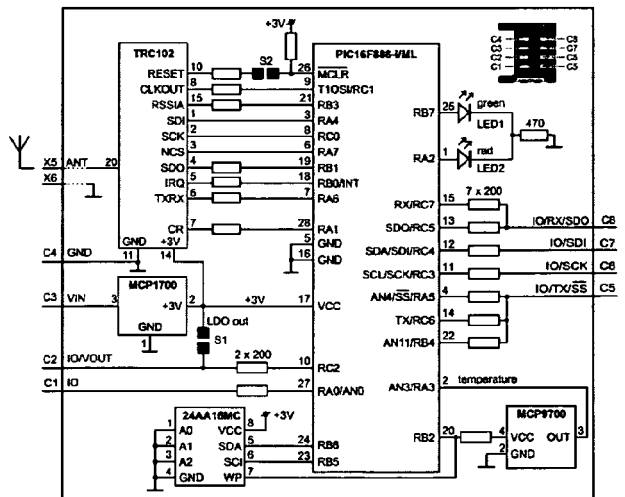 +3V
TRC102
PIC16F886-I/ML
C4 C8
C3 C7
C2 C6
C1 C5
RESET 10 S2 26 MCLR
CLKOUT 8 9 T1OSI/RC1
RSSIA 15 21 RB3
SDI 1 3 RA4
SCK 2 8 RC0
NCS 3 6 RA7
SDO 4 19 RB1
IRQ 5 18 RB0/INT
TXRX 6 7 RA6
CR 7 28 RA1
X5 ANT 20
X6
RB7 26 green
LED1
470
RA2 1 rad
LED2
RX/RC7 15 7 x 200
SDO/RC5 13 IO/RX/SDO C8
SDA/SDI/RC4 12 IO/SDI C7
SCL/SCK/RC3 11 IO/SCK C6
AN4/SS/RA5 4 IO/TX/SS C5
TX/RC6 14
AN11/RB4 22
GND +3V
11 14
5 GND
16 GND
C4 GND
MCP1700
C3 VIN 3 +3V 2 +3V 17 VCC
GND
1
LDO out
S1
C2 IO/VOUT 2 x 200 10 RC2
C1 IO 27 RA0/AN0
AN3/RA3 2 temperature
24AA16MC
MCP9700
1 A0 VCC 8 +3V
2 A1 SDA 5 24 RB6
3 A2 SCI 6 23 RB5
4 GND WP 7
RB2 20 4 VCC OUT 3
2 GND